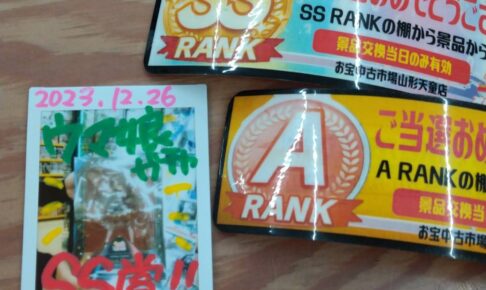 SS
RANK
SS RANKの棚から景品から
景品交換当日のみ有効
お宝中古市場山形天童店
2023.12.26
ウマ娘
SS賞!!
A
RANK
ご当選おめ
A RANKの棚
景品交換当
お宝中古市場